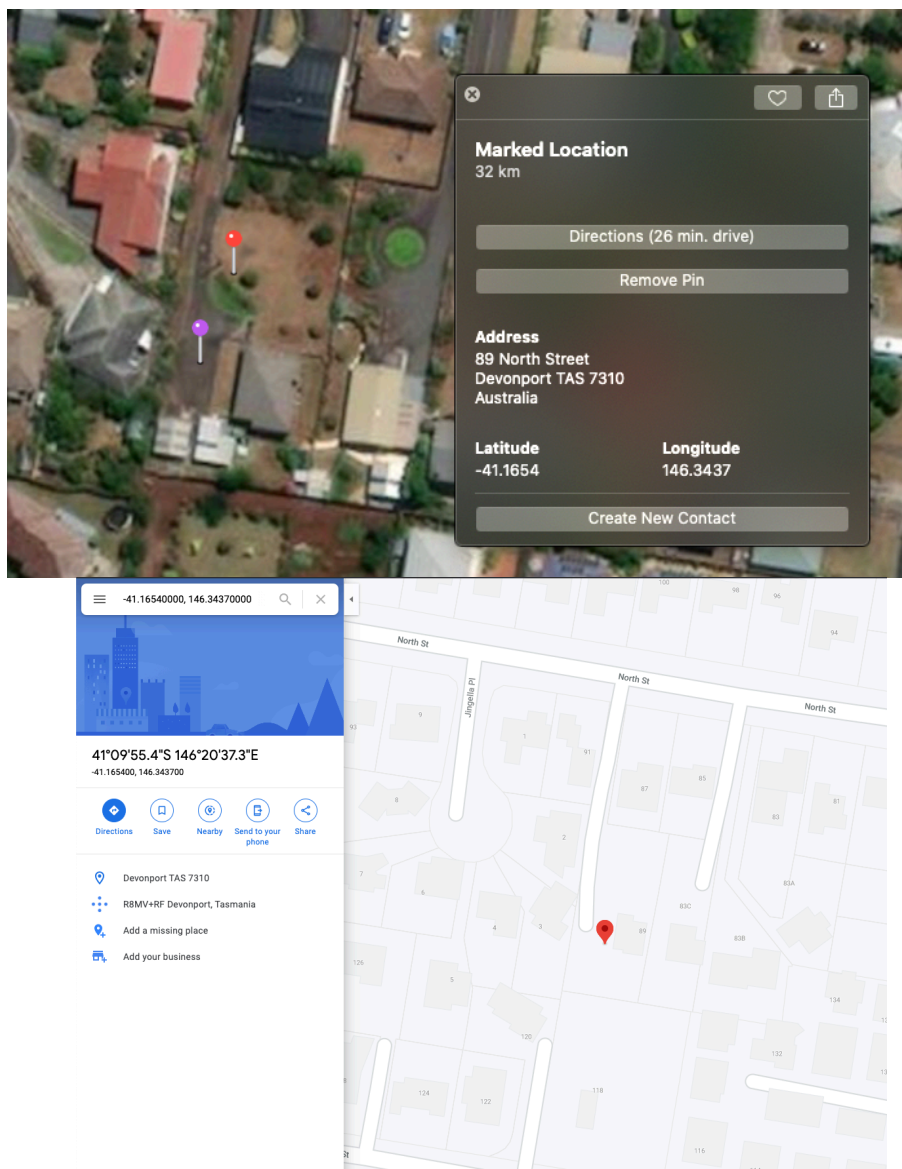 Marked Location
32 km
Directions (26 min. drive)
Remove Pin
Address
89 North Street
Devonport TAS 7310
Australia
Latitude Longitude
-41.1654 146.3437
Create New Contact
-41.16540000, 146.34370000
41°09'55.4"S 146°20'37.3"E
-41.165400, 146.343700
Directions Save Nearby Send to your phone Share
Devonport TAS 7310
R8MV+RF Devonport, Tasmania
Add a missing place
Add your business
100
98
96
94
North St
North St
North St
Jingella Pl
93
9
1
91
87
85
81
83
8
2
7
6
83A
4
3
89
83C
83B
126
5
134
120
132
124
122
118
116
St